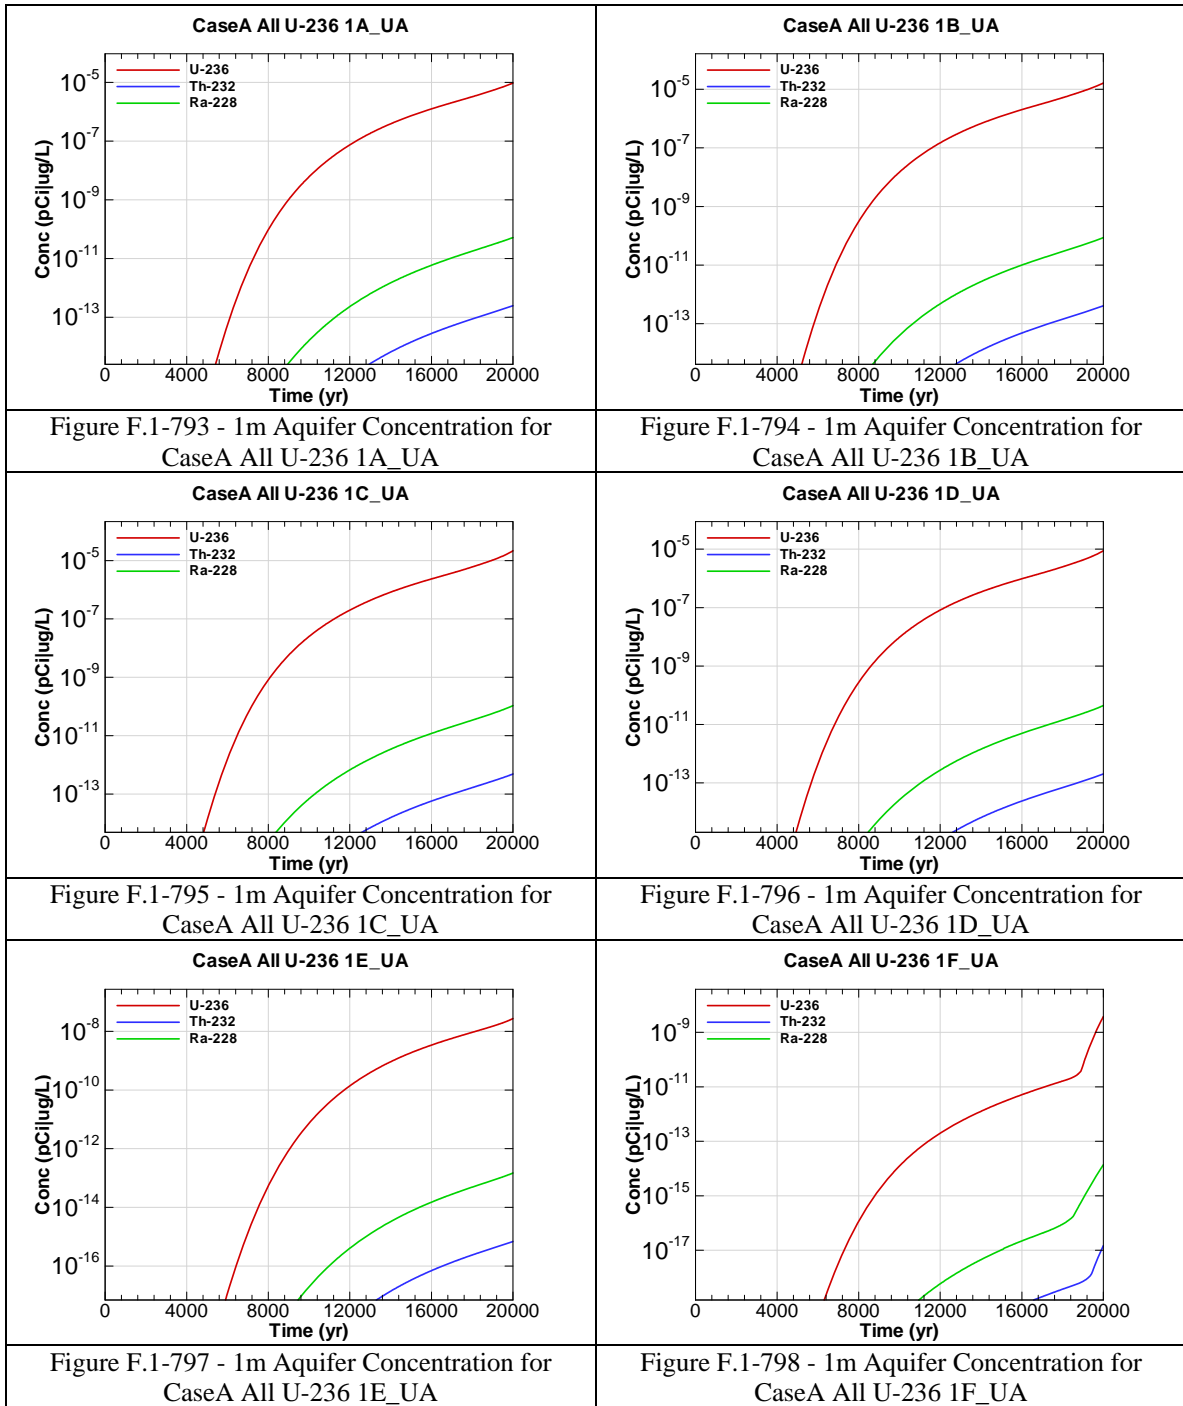 CaseA All U-236 1A_UA
U-236
Th-232
Ra-228
10-5
10-7
10-9
10-11
10-13
Conc (pCi|ug/L)
0 4000 8000 12000 16000 20000
Time (yr)
Figure F.1-793 - 1m Aquifer Concentration for
CaseA All U-236 1A_UA
CaseA All U-236 1B_UA
U-236
Th-232
Ra-228
10-5
10-7
10-9
10-11
10-13
Conc (pCi|ug/L)
0 4000 8000 12000 16000 20000
Time (yr)
Figure F.1-794 - 1m Aquifer Concentration for
CaseA All U-236 1B_UA
CaseA All U-236 1C_UA
U-236
Th-232
Ra-228
10-5
10-7
10-9
10-11
10-13
Conc (pCi|ug/L)
0 4000 8000 12000 16000 20000
Time (yr)
Figure F.1-795 - 1m Aquifer Concentration for
CaseA All U-236 1C_UA
CaseA All U-236 1D_UA
U-236
Th-232
Ra-228
10-5
10-7
10-9
10-11
10-13
Conc (pCi|ug/L)
0 4000 8000 12000 16000 20000
Time (yr)
Figure F.1-796 - 1m Aquifer Concentration for
CaseA All U-236 1D_UA
CaseA All U-236 1E_UA
U-236
Th-232
Ra-228
10-8
10-10
10-12
10-14
10-16
Conc (pCi|ug/L)
0 4000 8000 12000 16000 20000
Time (yr)
Figure F.1-797 - 1m Aquifer Concentration for
CaseA All U-236 1E_UA
CaseA All U-236 1F_UA
U-236
Th-232
Ra-228
10-9
10-11
10-13
10-15
10-17
Conc (pCi|ug/L)
0 4000 8000 12000 16000 20000
Time (yr)
Figure F.1-798 - 1m Aquifer Concentration for
CaseA All U-236 1F_UA